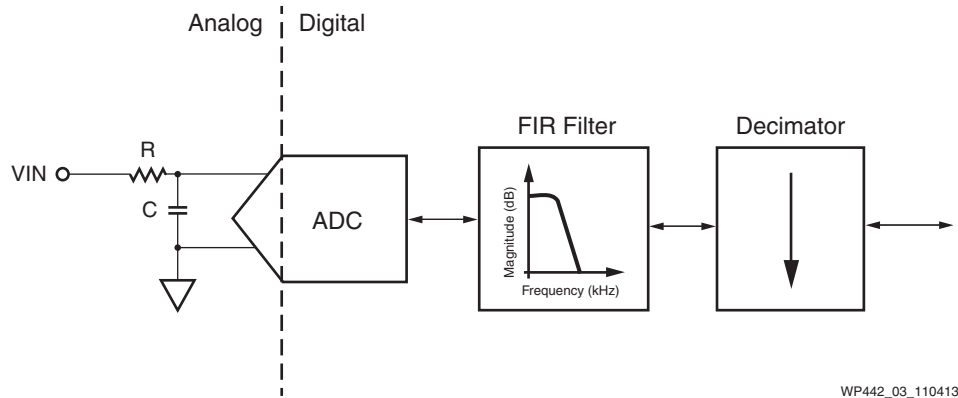 Analog
Digital
FIR Filter
Decimator
VIN
R
C
ADC
Magnitude (dB)
Frequency (kHz)
WP442_03_110413